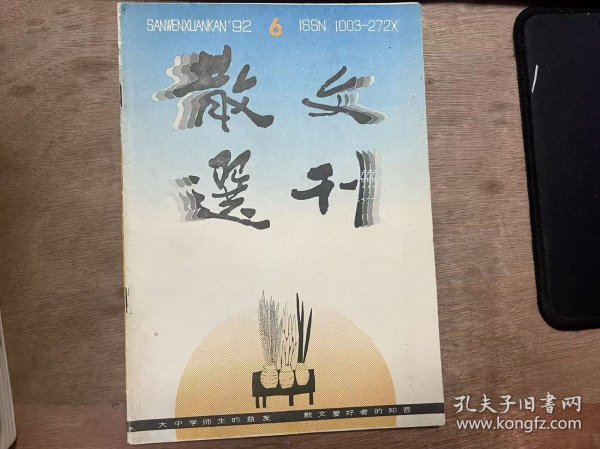 SANWENXUANKAN'92 6 ISSN 1003-272X
散文
選刊
大中学师生的益友 散文爱好者的知音
孔夫子旧书网
www.kongfz.com